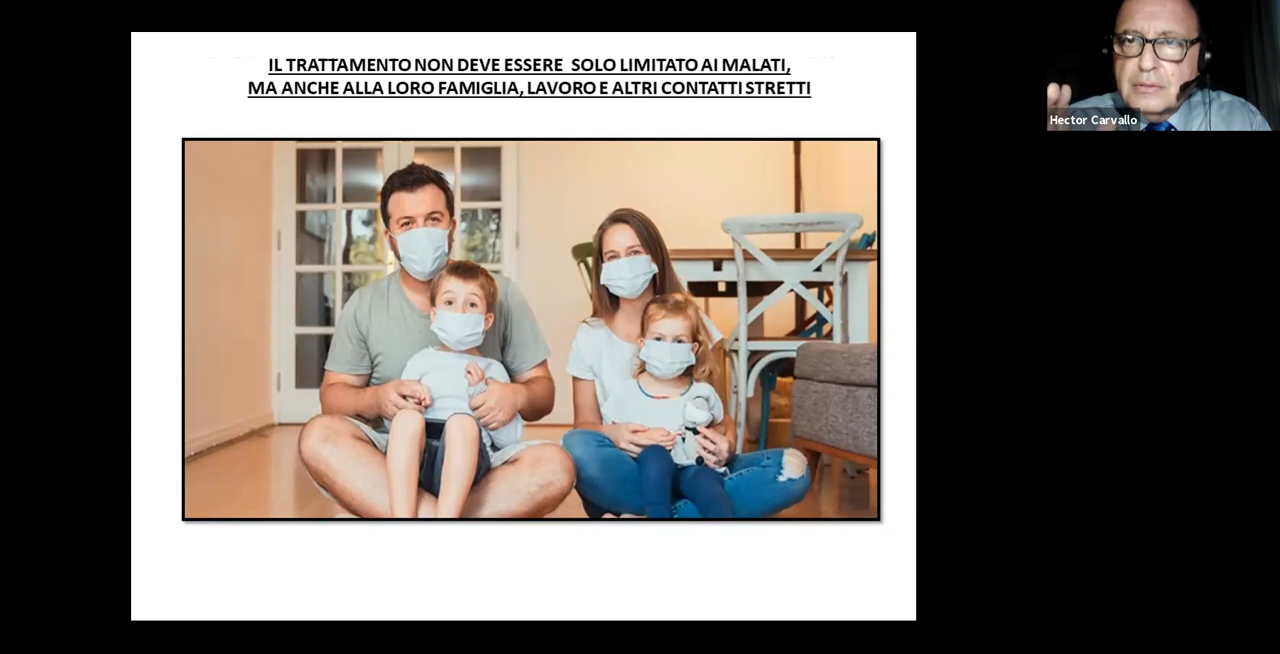 IL TRATTAMENTO NON DEVE ESSERE SOLO LIMITATO AI MALATI,
MA ANCHE ALLA LORO FAMIGLIA, LAVORO E ALTRI CONTATTI STRETTI
Hector Carvallo